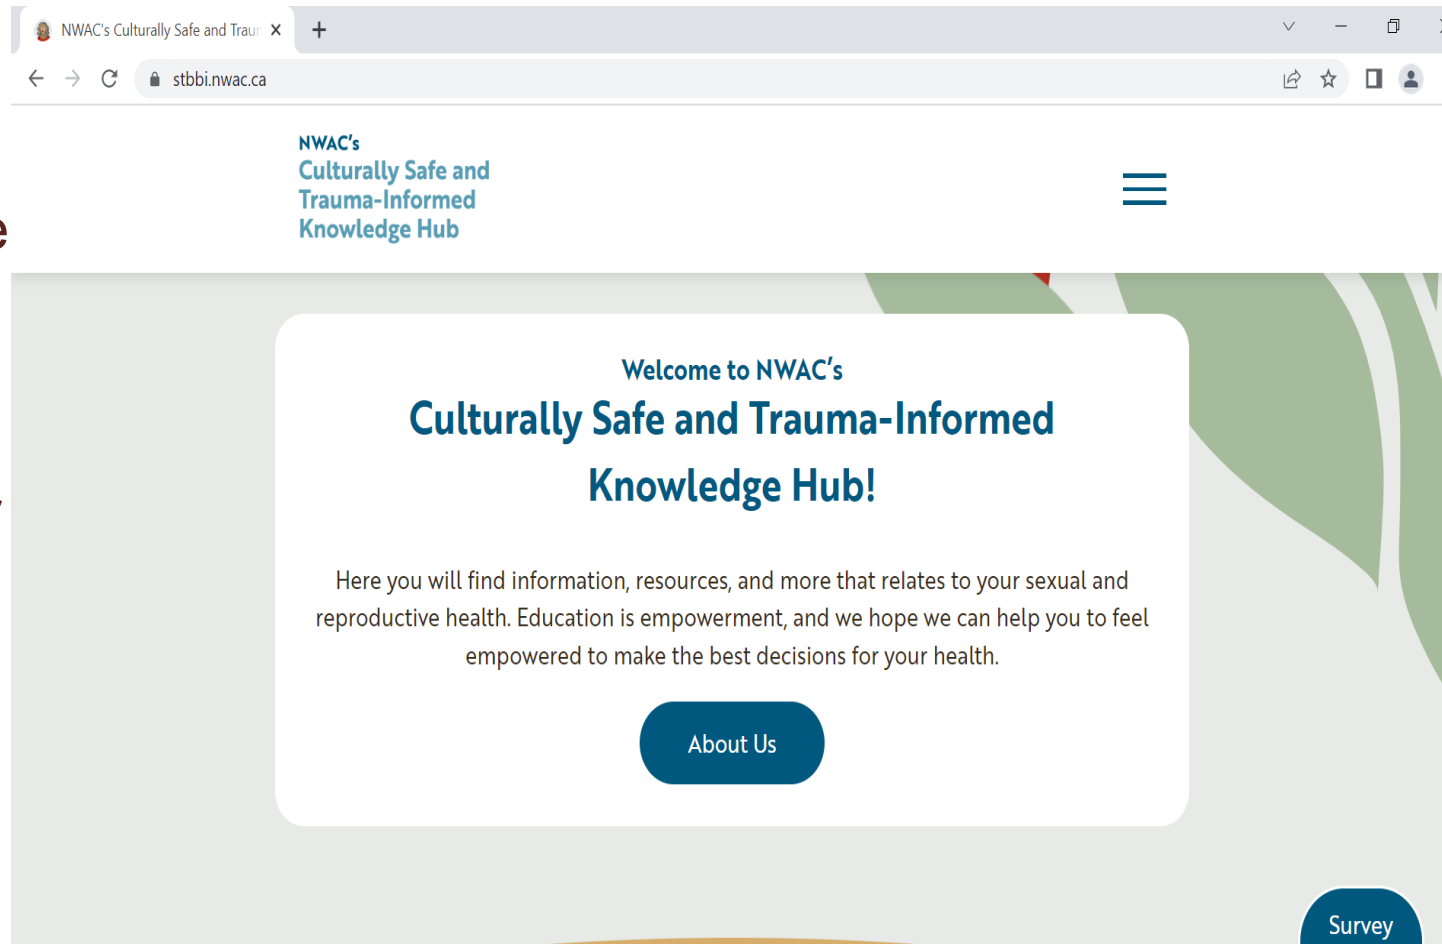 NWAC's Culturally Safe and Traur
stbbi.nwac.ca
NWAC's
Culturally Safe and
Trauma-Informed
Knowledge Hub
e
Welcome to NWAC's
Culturally Safe and Trauma-Informed
Knowledge Hub!
Here you will find information, resources, and more that relates to your sexual and
reproductive health. Education is empowerment, and we hope we can help you to feel
empowered to make the best decisions for your health.
About Us
Survey